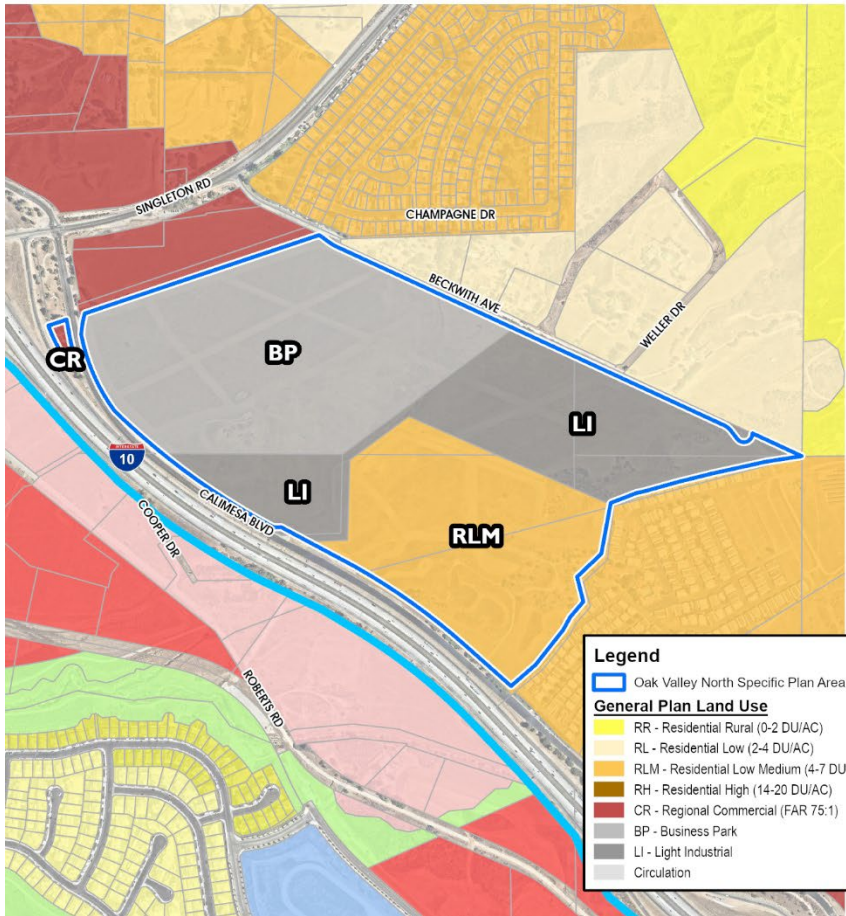 SINGLETON RD
CHAMPAGNE DR
BECKWITH AVE
WELLER DR
CR
BP
LI
INTERSTATE
10
LI
CALIMESA BLVD
COOPER DR
RLM
ROBERTS RD
Legend
Oak Valley North Specific Plan Area
General Plan Land Use
RR - Residential Rural (0-2 DU/AC)
RL - Residential Low (2-4 DU/AC)
RLM - Residential Low Medium (4-7 DU
RH - Residential High (14-20 DU/AC)
CR - Regional Commercial (FAR 75:1)
BP - Business Park
LI - Light Industrial
Circulation